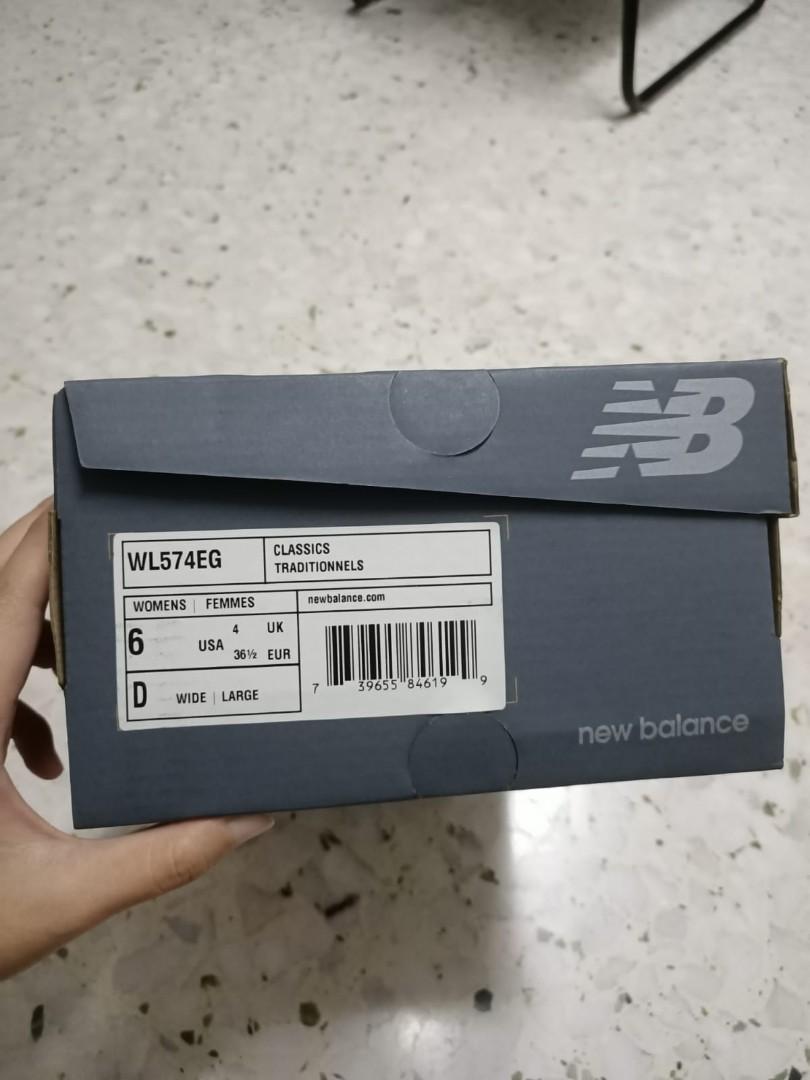 NB
WL574EG
CLASSICS
TRADITIONNELS
WOMENS | FEMMES
newbalance.com
6 USA 4 UK
36½ EUR
D WIDE | LARGE
7 39655 84619 9
new balance